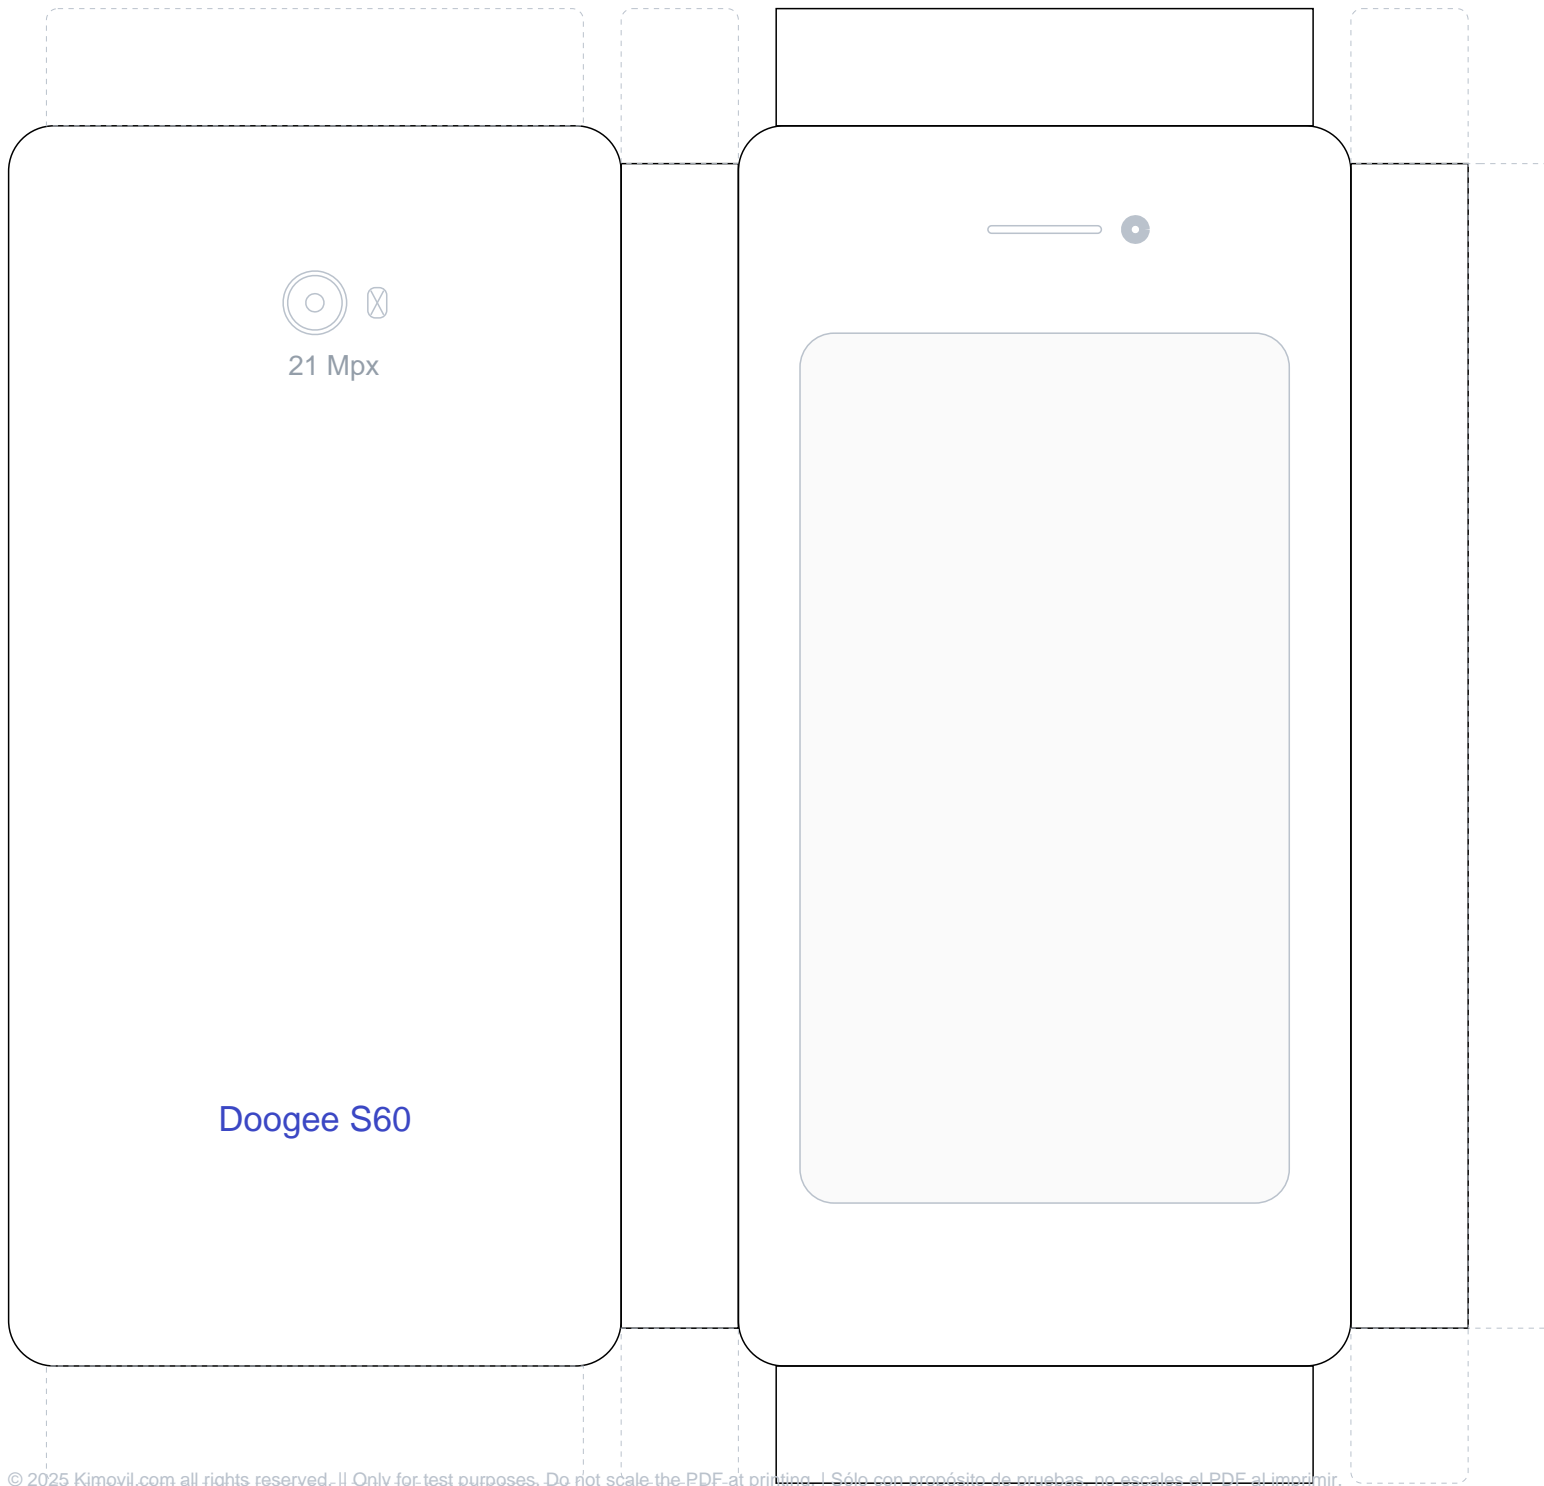 21 Mpx
Doogee S60
© 2025 Kimovil.com all rights reserved. || Only for test purposes. Do not scale the PDF at printing. | Sólo con propósito de pruebas, no escales el PDF al imprimir.